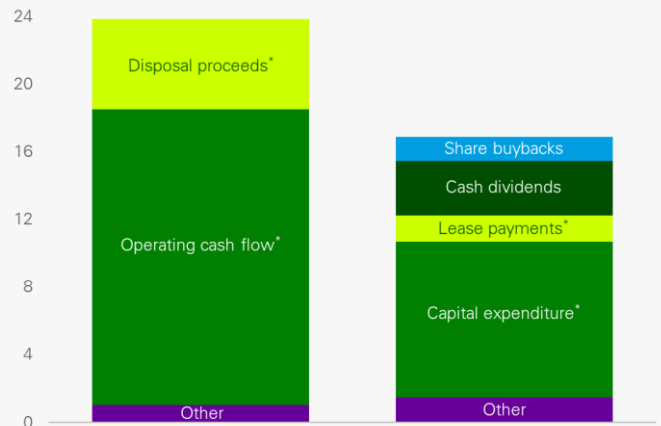 24
20
16
12
8
4
0
Disposal proceeds*
Operating cash flow*
Other
Share buybacks
Cash dividends
Lease payments*
Capital expenditure*
Other